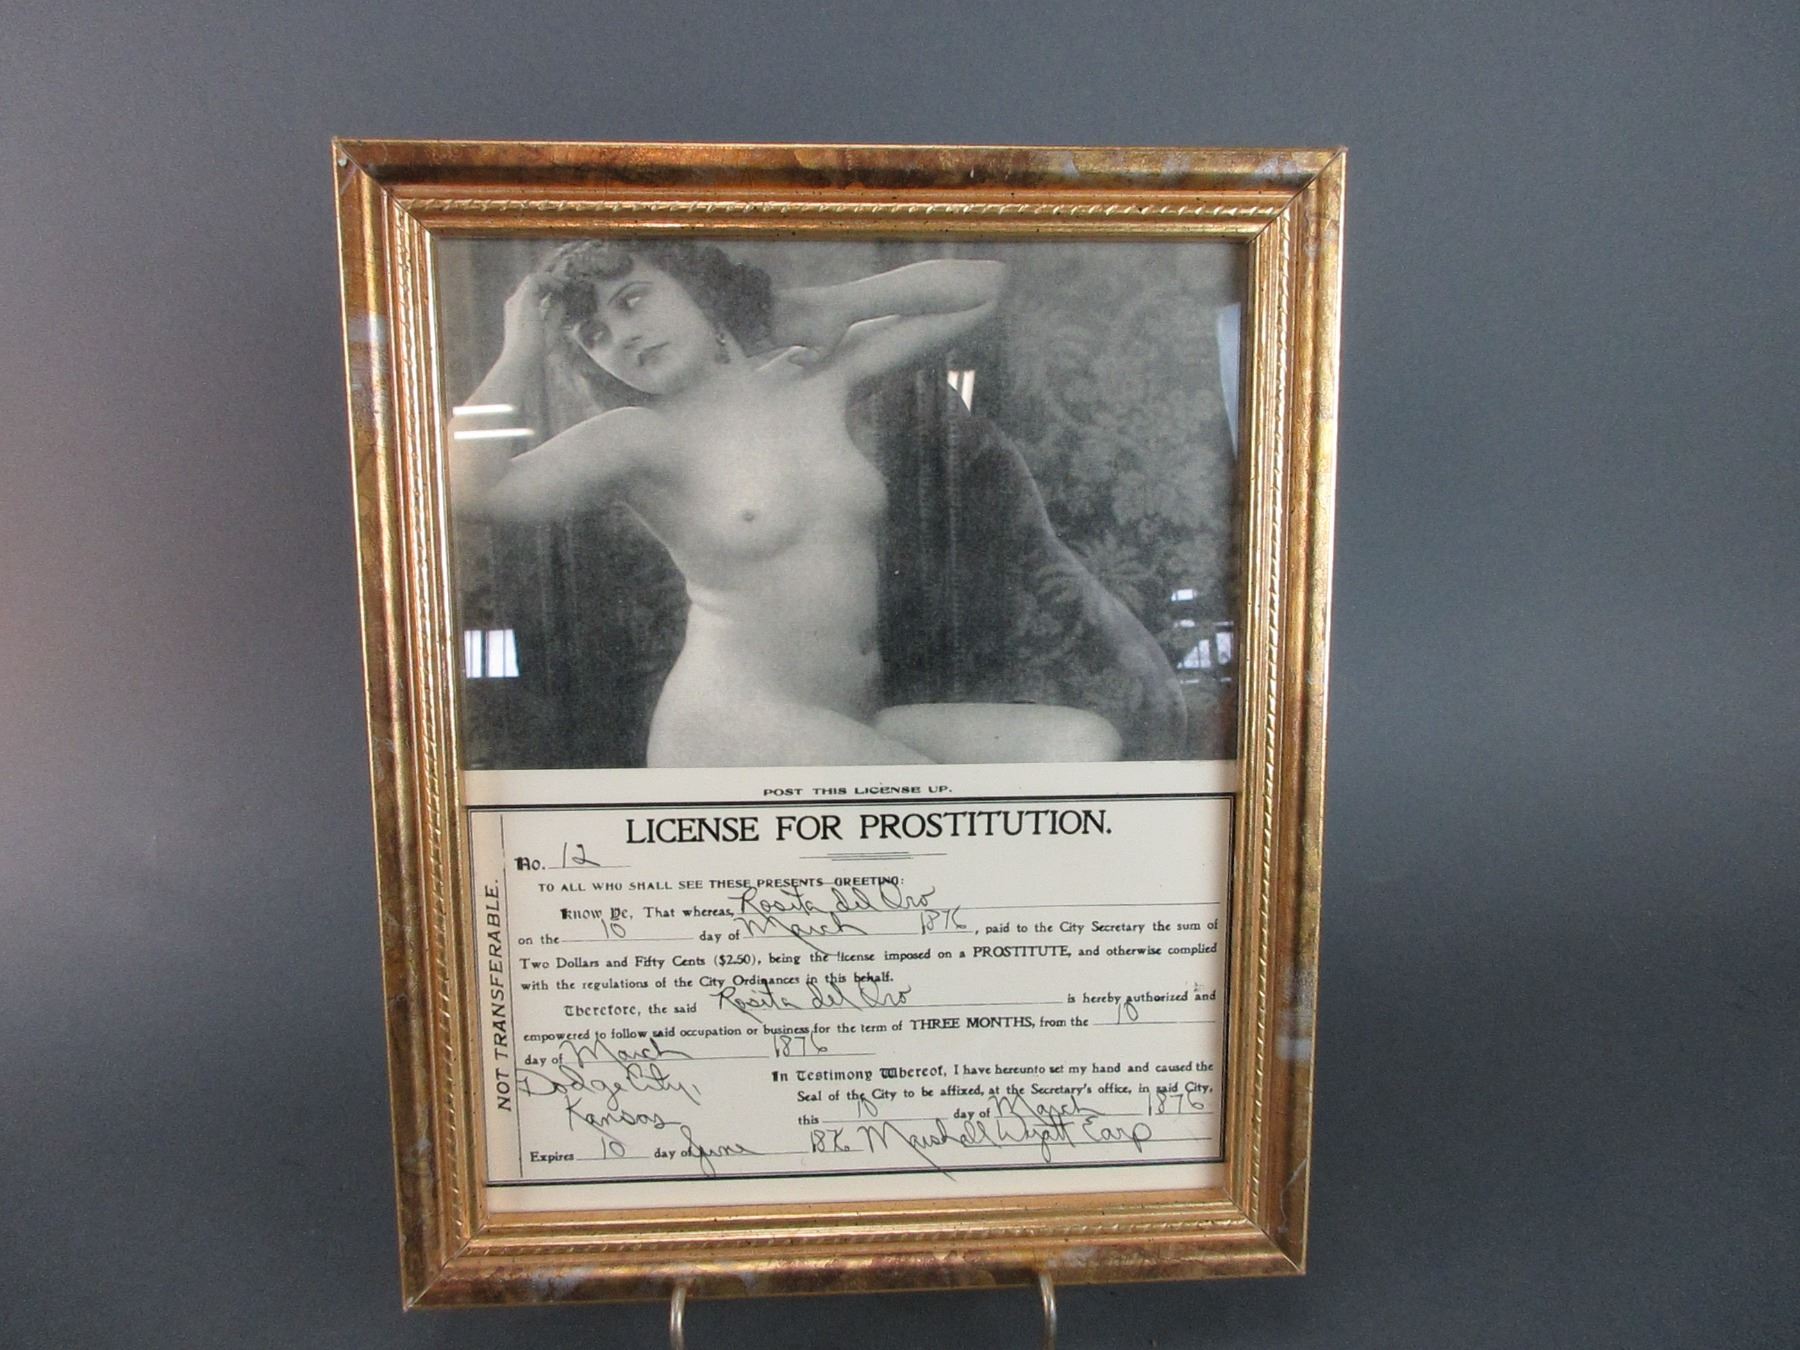 POST THIS LICENSE UP.
LICENSE FOR PROSTITUTION.
No. 12
TO ALL WHO SHALL SEE THESE PRESENTS GREETING:
Know Ye, That whereas, Rosita del Oro
on the 10 day of March 1876, paid to the City Secretary the sum of
Two Dollars and Fifty Cents ($2.50), being the license imposed on a PROSTITUTE, and otherwise complied
with the regulations of the City Ordinances in this behalf.
Therefore, the said Rosita del Oro is hereby authorized and
empowered to follow said occupation or business for the term of THREE MONTHS, from the 10
day of March 1876
Dodge City,
Kansas
In Testimony Whereof, I have hereunto set my hand and caused the
Seal of the City to be affixed, at the Secretary's office, in said City,
this 10 day of March 1876
Expires 10 day of June 1876 Marshall Wyatt Earp
NOT TRANSFERABLE.